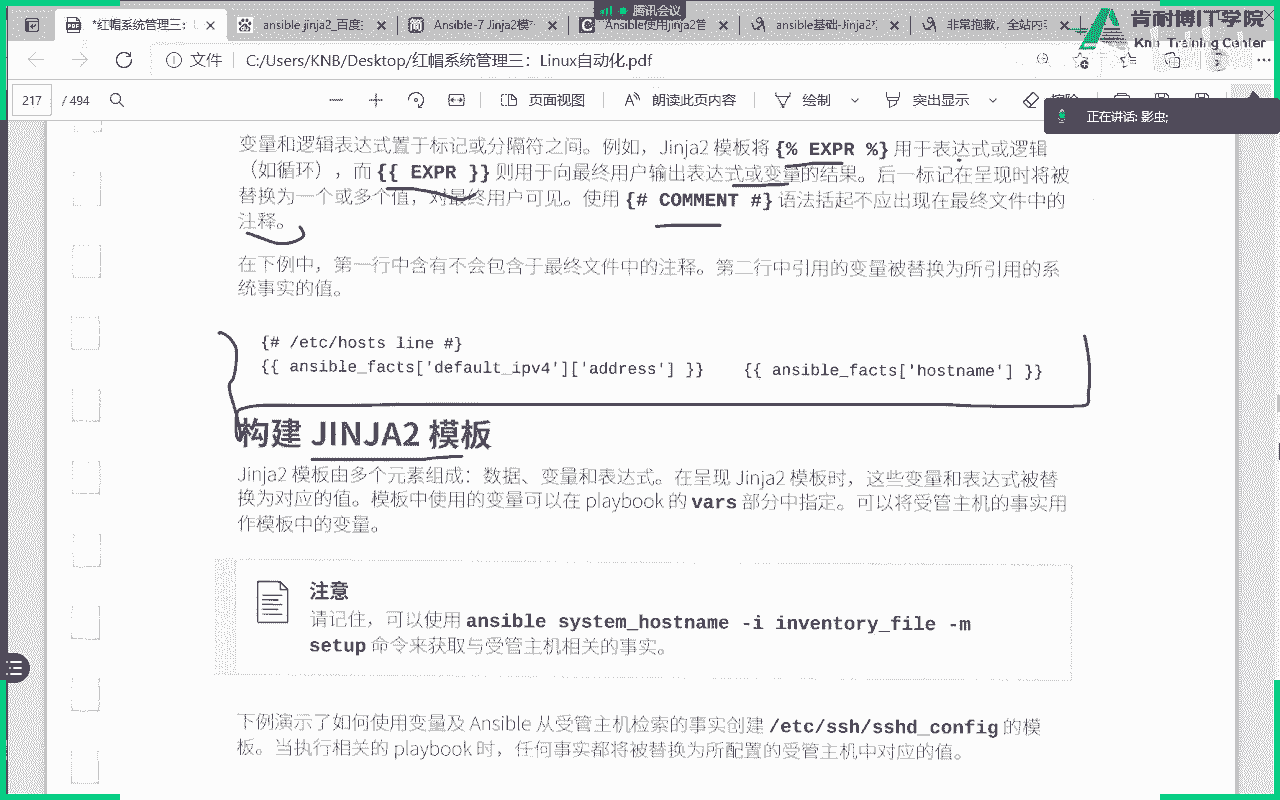 腾讯会议
*红帽系统管理三：L
ansible jinja2_百度
Ansible-7 Jinja2模
Ansible使用jinja2管
ansible基础-Jinja2
非常抱歉，全站内
肯耐博IT学院
Knb Training Center
文件 C:/Users/KNB/Desktop/红帽系统管理三：Linux自动化.pdf
217 / 494 页面视图 朗读此页内容 绘制 突出显示 擦除
正在讲话: 影虫;
变量和逻辑表达式置于标记或分隔符之间。例如，Jinja2 模板将 {% EXPR %} 用于表达式或逻辑
（如循环），而 {{ EXPR }} 则用于向最终用户输出表达式或变量的结果。后一标记在呈现时将被
替换为一个或多个值，对最终用户可见。使用 {# COMMENT #} 语法括起不应出现在最终文件中的
注释。
在下例中，第一行中含有不会包含于最终文件中的注释。第二行中引用的变量被替换为所引用的系
统事实的值。
{# /etc/hosts line #}
{{ ansible_facts['default_ipv4']['address'] }} {{ ansible_facts['hostname'] }}
构建 JINJA2 模板
Jinja2 模板由多个元素组成：数据、变量和表达式。在呈现 Jinja2 模板时，这些变量和表达式被替
换为对应的值。模板中使用的变量可以在 playbook 的 vars 部分中指定。可以将受管主机的事实用
作模板中的变量。
注意
请记住，可以使用 ansible system_hostname -i inventory_file -m
setup 命令来获取与受管主机相关的事实。
下例演示了如何使用变量及 Ansible 从受管主机检索的事实创建 /etc/ssh/sshd_config 的模
板。当执行相关的 playbook 时，任何事实都将被替换为所配置的受管主机中对应的值。